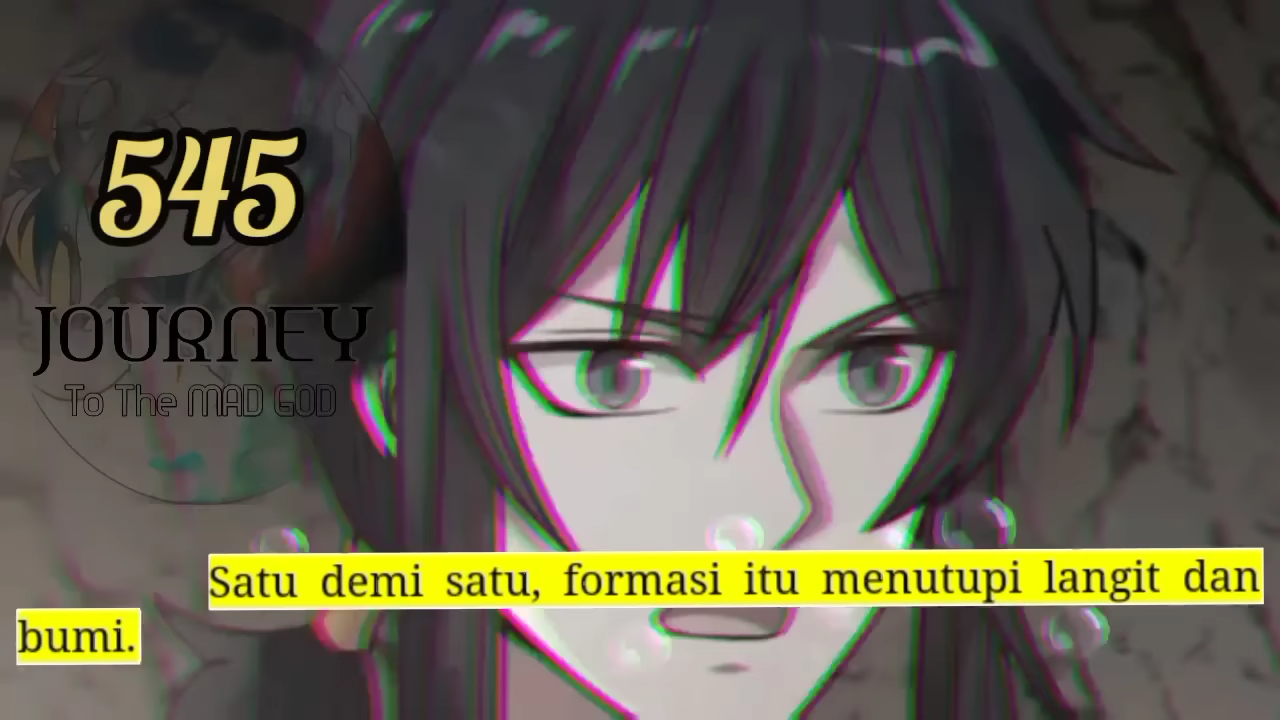 545
JOURNEY
To The MAD GOD
Satu demi satu, formasi itu menutupi langit dan
bumi.